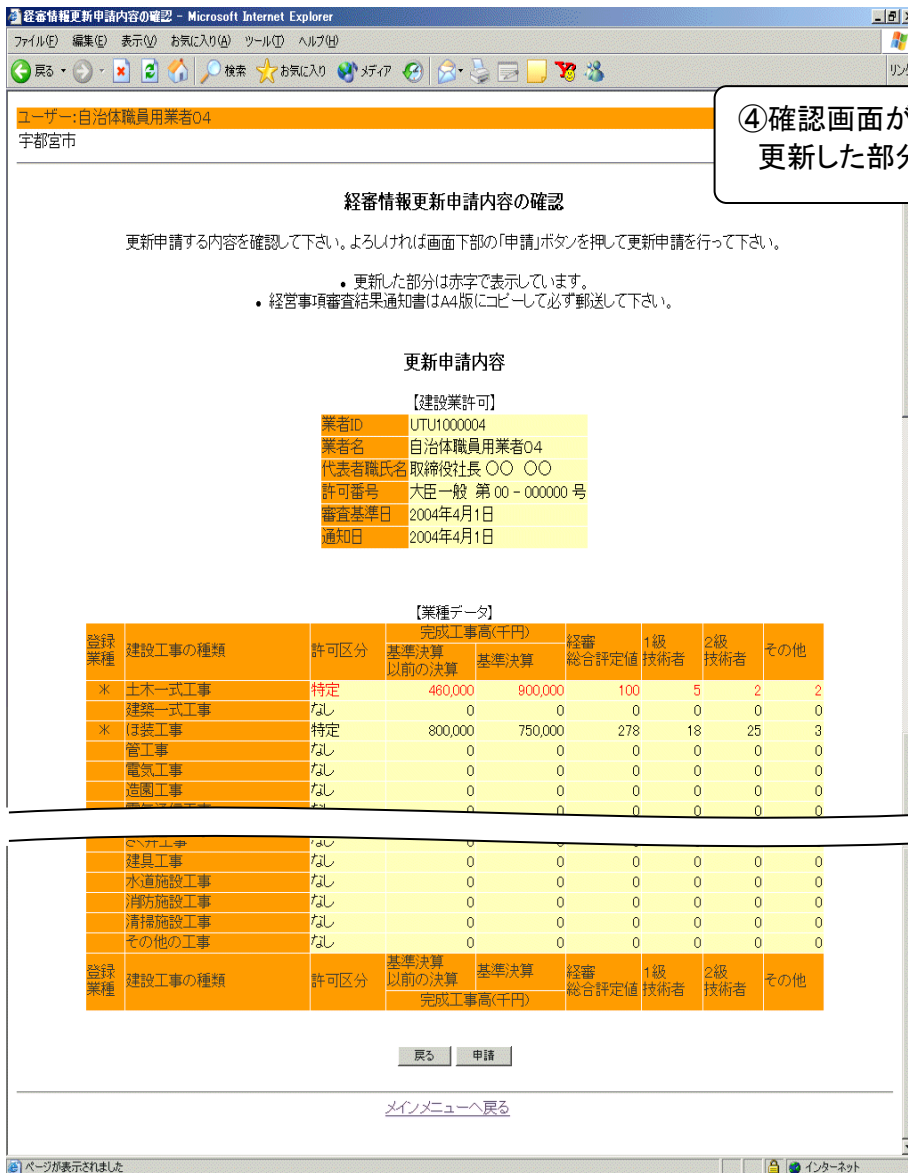 経審情報更新申請内容の確認 - Microsoft Internet Explorer
ファイル(F) 編集(E) 表示(V) お気に入り(A) ツール(T) ヘルプ(H)
戻る 検索 お気に入り メディア
ユーザー:自治体職員用業者04
宇都宮市
④確認画面が
更新した部分
経審情報更新申請内容の確認
更新申請する内容を確認して下さい。よろしければ画面下部の「申請」ボタンを押して更新申請を行って下さい。
• 更新した部分は赤字で表示しています。
• 経営事項審査結果通知書はA4版にコピーして必ず郵送して下さい。
更新申請内容
【建設業許可】
業者ID UTU1000004
業者名 自治体職員用業者04
代表者職氏名 取締役社長 〇〇 〇〇
許可番号 大臣一般 第 00 - 000000 号
審査基準日 2004年4月1日
通知日 2004年4月1日
【業種データ】
登録業種 建設工事の種類 許可区分 完成工事高(千円) 基準決算以前の決算 基準決算 経審総合評定値 1級技術者 2級技術者 その他
＊ 土木一式工事 特定 460,000 900,000 100 5 2 2
建築一式工事 なし 0 0 0 0 0 0
＊ ほ装工事 特定 800,000 750,000 278 18 25 3
管工事 なし 0 0 0 0 0 0
電気工事 なし 0 0 0 0 0 0
造園工事 なし 0 0 0 0 0 0
0 0 0 0 0 0
建具工事 なし 0 0 0 0 0 0
水道施設工事 なし 0 0 0 0 0 0
消防施設工事 なし 0 0 0 0 0 0
清掃施設工事 なし 0 0 0 0 0 0
その他の工事 なし 0 0 0 0 0 0
登録業種 建設工事の種類 許可区分 基準決算以前の決算 基準決算 完成工事高(千円) 経審総合評定値 1級技術者 2級技術者 その他
戻る 申請
メインメニューへ戻る
ページが表示されました インターネット